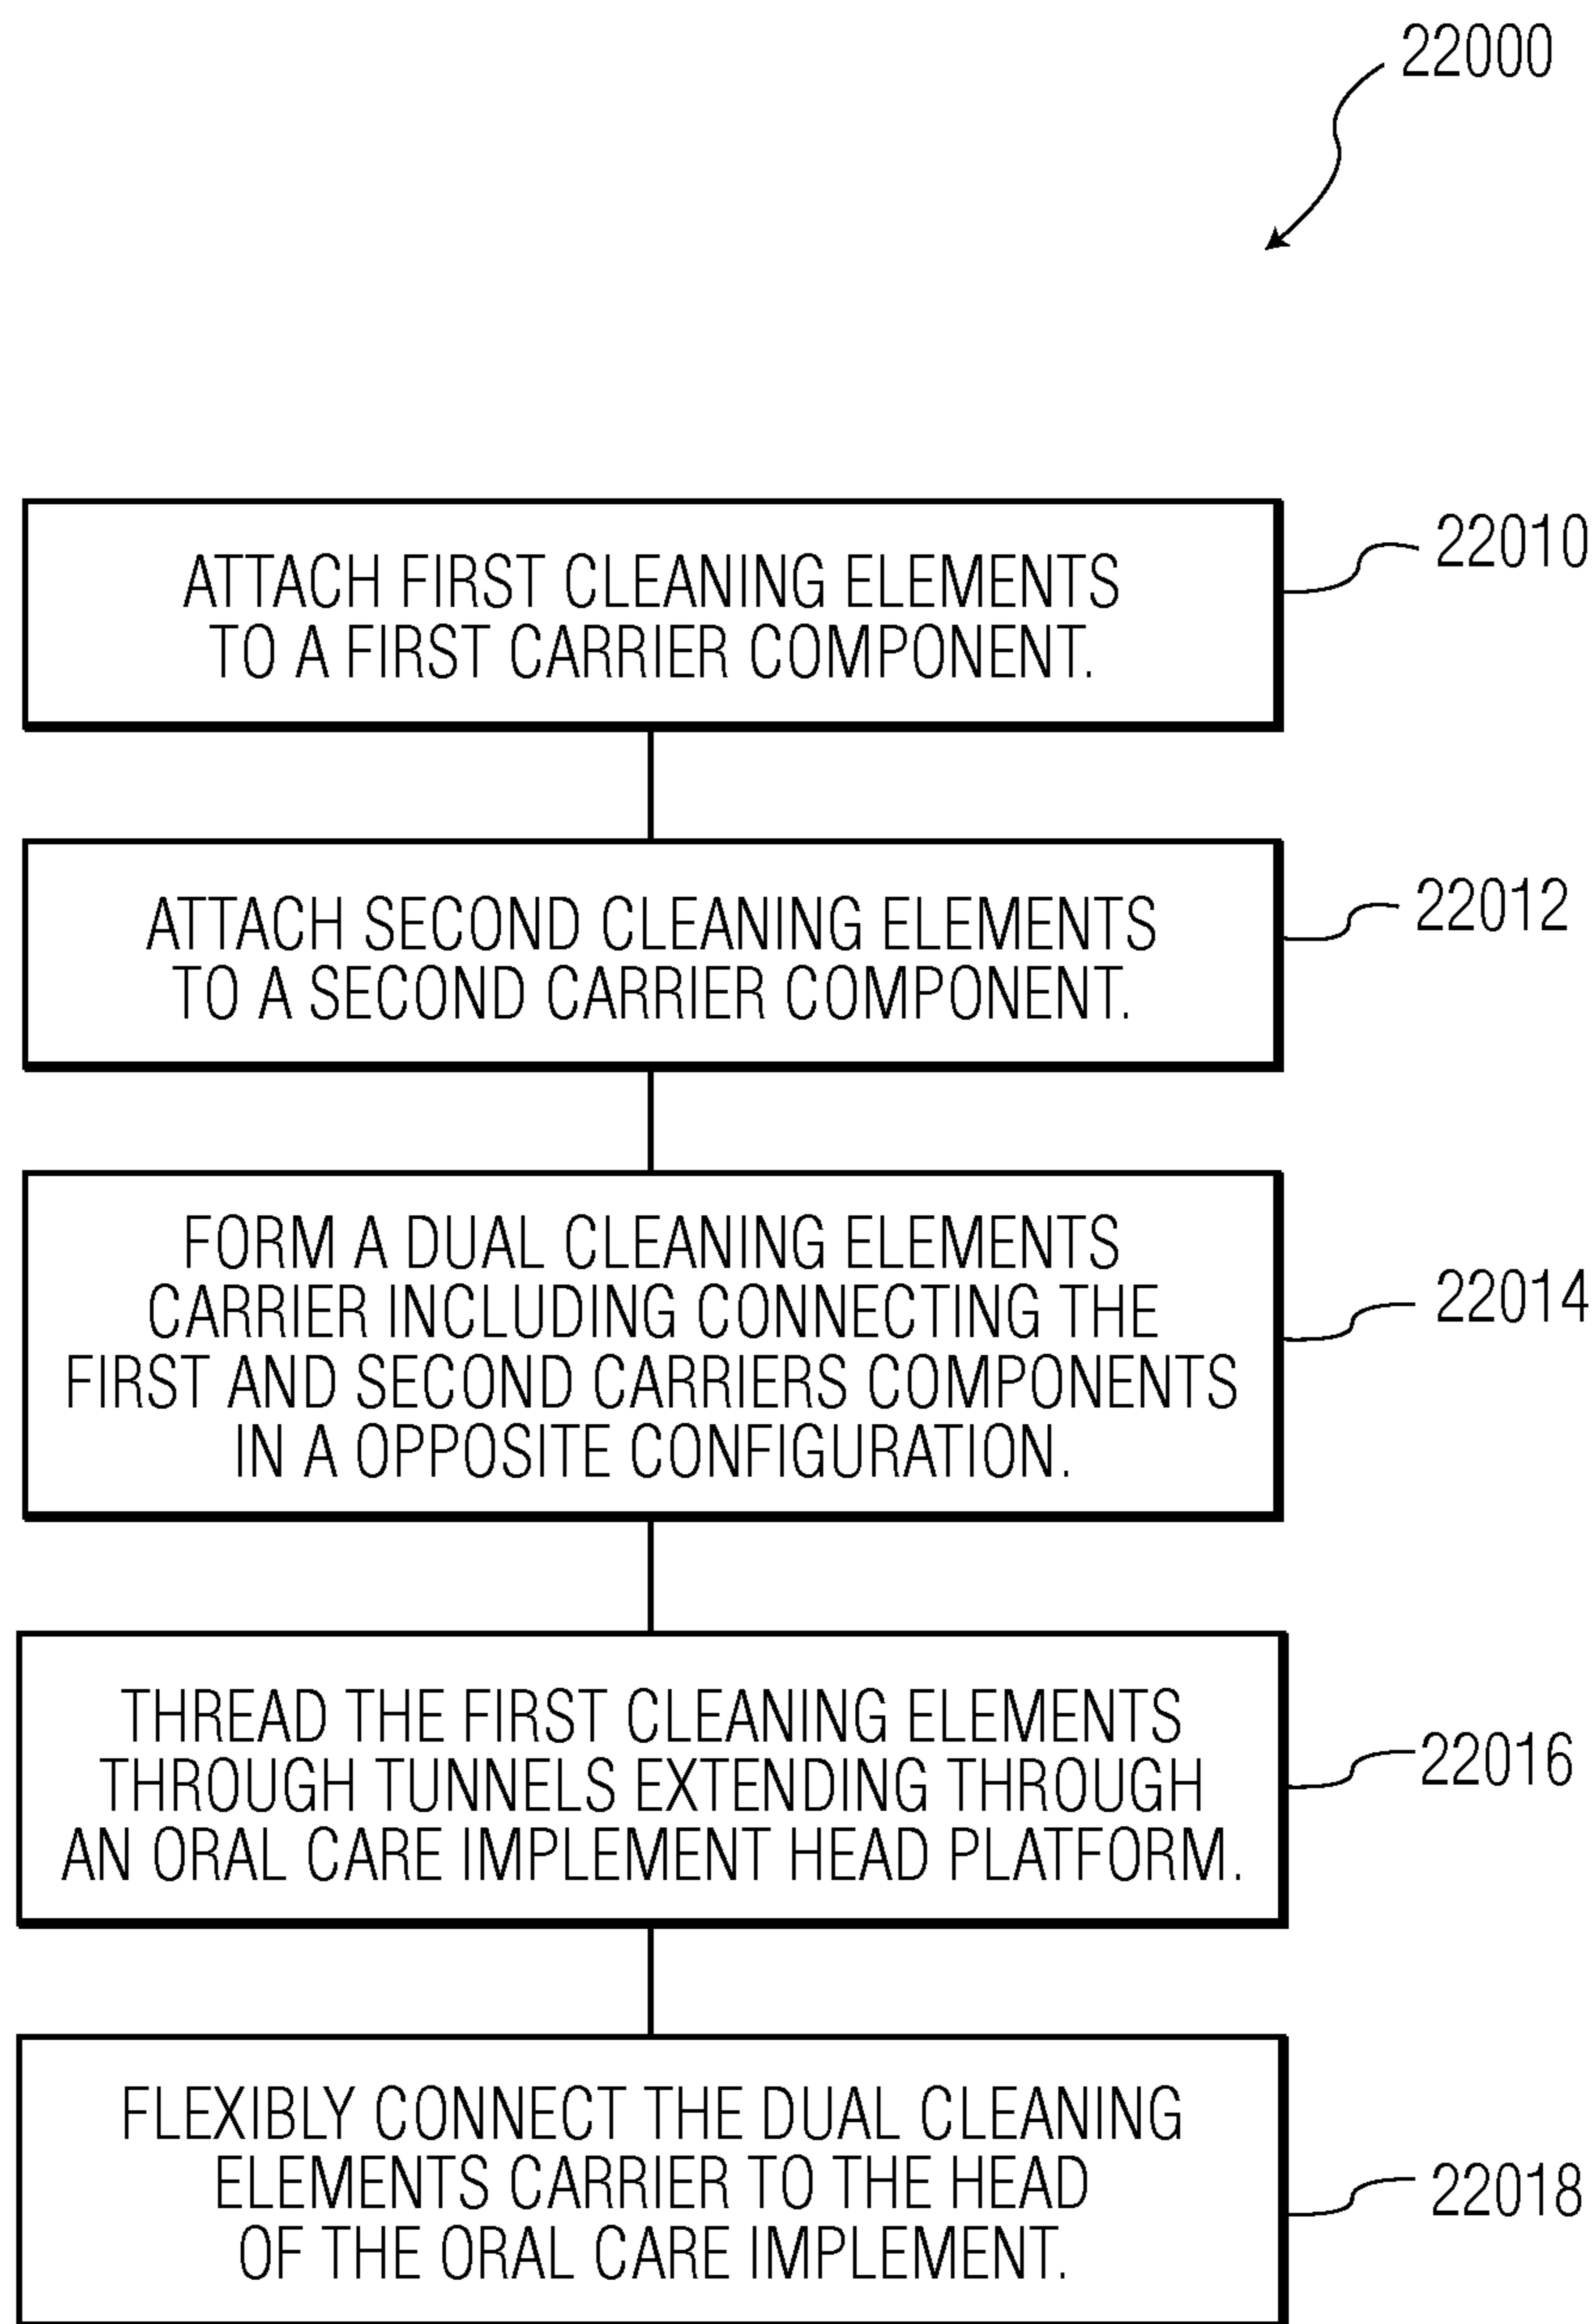 22000
ATTACH FIRST CLEANING ELEMENTS
TO A FIRST CARRIER COMPONENT.
22010
ATTACH SECOND CLEANING ELEMENTS
TO A SECOND CARRIER COMPONENT.
22012
FORM A DUAL CLEANING ELEMENTS
CARRIER INCLUDING CONNECTING THE
FIRST AND SECOND CARRIERS COMPONENTS
IN A OPPOSITE CONFIGURATION.
22014
THREAD THE FIRST CLEANING ELEMENTS
THROUGH TUNNELS EXTENDING THROUGH
AN ORAL CARE IMPLEMENT HEAD PLATFORM.
22016
FLEXIBLY CONNECT THE DUAL CLEANING
ELEMENTS CARRIER TO THE HEAD
OF THE ORAL CARE IMPLEMENT.
22018